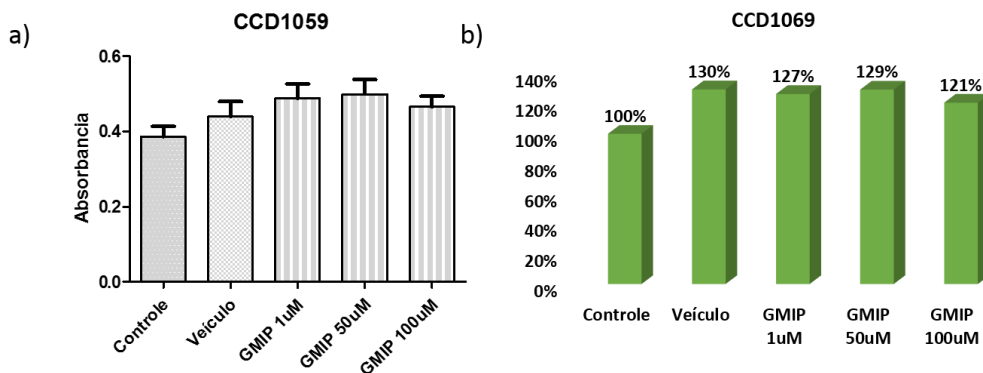 a)
CCD1059
Absorbancia
0.6
0.4
0.2
0.0
Controle
Veículo
GMIP 1uM
GMIP 50uM
GMIP 100uM
b)
CCD1069
140%
120%
100%
80%
60%
40%
20%
0%
100%
130%
127%
129%
121%
Controle
Veículo
GMIP
1uM
GMIP
50uM
GMIP
100uM